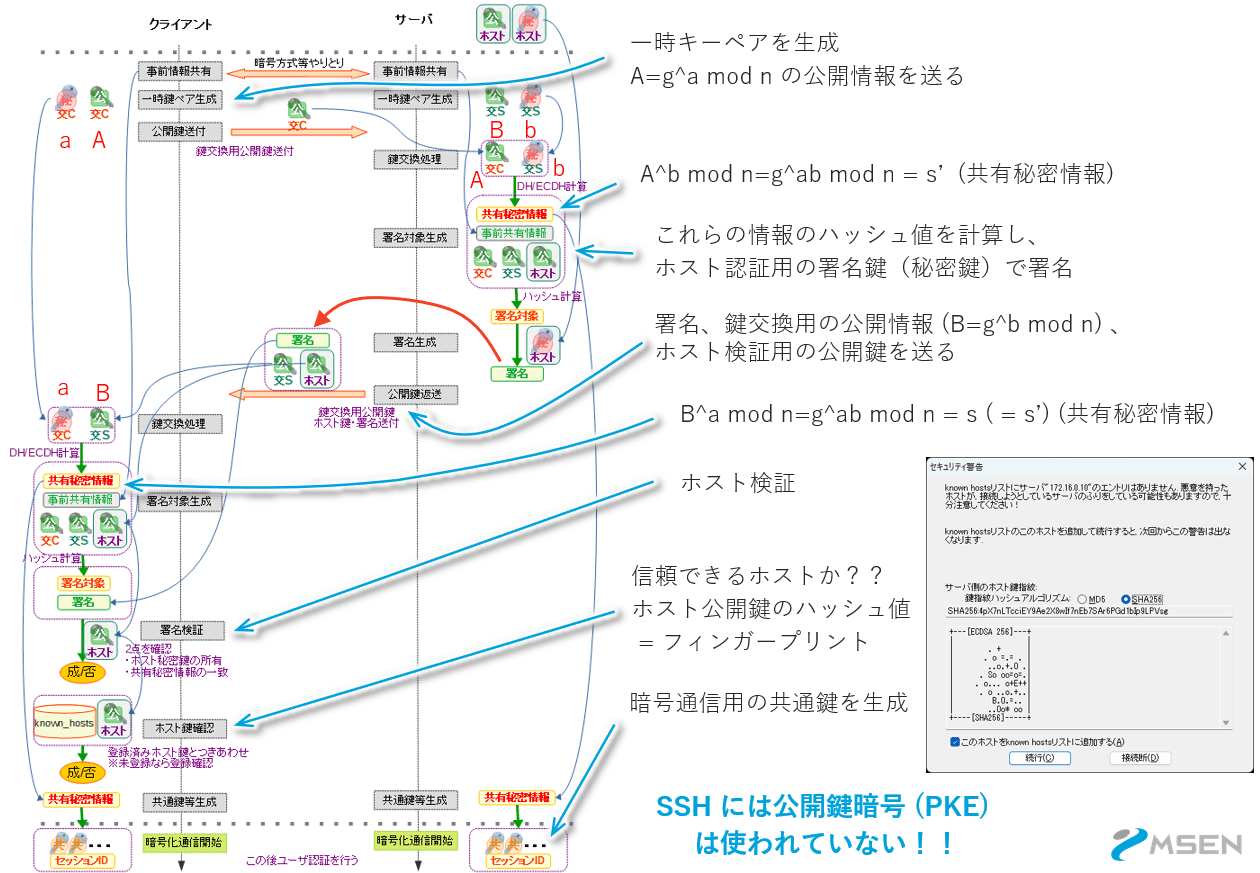 クライアント
サーバ
公
ホスト
秘
ホスト
事前情報共有
暗号方式等やりとり
事前情報共有
一時キーペアを生成
A=g^a mod n の公開情報を送る
秘
交C
公
交C
一時鍵ペア生成
一時鍵ペア生成
公
交S
秘
交S
a
A
公開鍵送付
公
交C
B
b
鍵交換用公開鍵送付
鍵交換処理
公
交C
秘
交S
A
b
DH/ECDH計算
A^b mod n=g^ab mod n = s’ (共有秘密情報)
共有秘密情報
事前共有情報
署名対象生成
公
交C
公
交S
公
ホスト
これらの情報のハッシュ値を計算し、
ホスト認証用の署名鍵（秘密鍵）で署名
ハッシュ計算
署名対象
署名
公
交S
公
ホスト
署名生成
秘
ホスト
署名
署名、鍵交換用の公開情報 (B=g^b mod n) 、
ホスト検証用の公開鍵を送る
公開鍵返送
鍵交換用公開鍵
ホスト鍵・署名送付
a
B
秘
交C
公
交S
鍵交換処理
B^a mod n=g^ab mod n = s ( = s’) (共有秘密情報)
DH/ECDH計算
共有秘密情報
事前共有情報
署名対象生成
公
交C
公
交S
公
ホスト
ホスト検証
ハッシュ計算
署名対象
署名
公
ホスト
署名検証
2点を確認
・ホスト秘密鍵の所有
・共有秘密情報の一致
成/否
信頼できるホストか？？
ホスト公開鍵のハッシュ値
= フィンガープリント
known_hosts
公
ホスト
ホスト鍵確認
登録済みホスト鍵とつきあわせ
※未登録なら登録確認
成/否
暗号通信用の共通鍵を生成
共有秘密情報
共通鍵等生成
共通鍵等生成
共有秘密情報
共
共
...
セッションID
暗号化通信開始
この後ユーザ認証を行う
暗号化通信開始
共
共
...
セッションID
セキュリティ警告
known hostsリストにサーバ"172.16.0.10"のエントリはありません. 悪意を持った
ホストが、接続しようとしているサーバのふりをしている可能性もありますので, 十
分注意してください！
known hostsリストのこのホストを追加して続行すると, 次回からこの警告は出な
くなります.
サーバ側のホスト鍵指紋:
鍵指紋ハッシュアルゴリズム:
MD5
SHA256
SHA256:4pX7nLTcciEY9Ae2X8wIf7nEb7SAr6PGd1bIp9LPVsg
+---[ECDSA 256]---+
| . + |
| . o =.= . |
| ..o.+.O . |
| . So oo=o=. |
| . o... o+E++|
| . o ..o.+..|
| B.O.=..|
| ..Oo* oo |
+----[SHA256]-----+
このホストをknown hostsリストに追加する(A)
続行(C)
接続断(D)
SSH には公開鍵暗号 (PKE)
は使われていない！！
MSEN